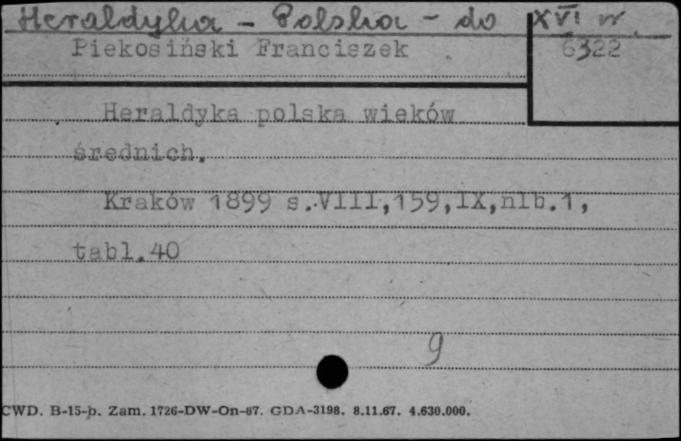 Heraldyka - Polska - do XVI w.
Piekosiński Franciszek 6322
Heraldyka polska wieków
średnich.
Kraków 1899 s.VIII,159,IX,nlb.1,
tabl.40
9
CWD. B-15-b. Zam. 1726-DW-On-67. GDA-3198. 8.11.67. 4.630.000.